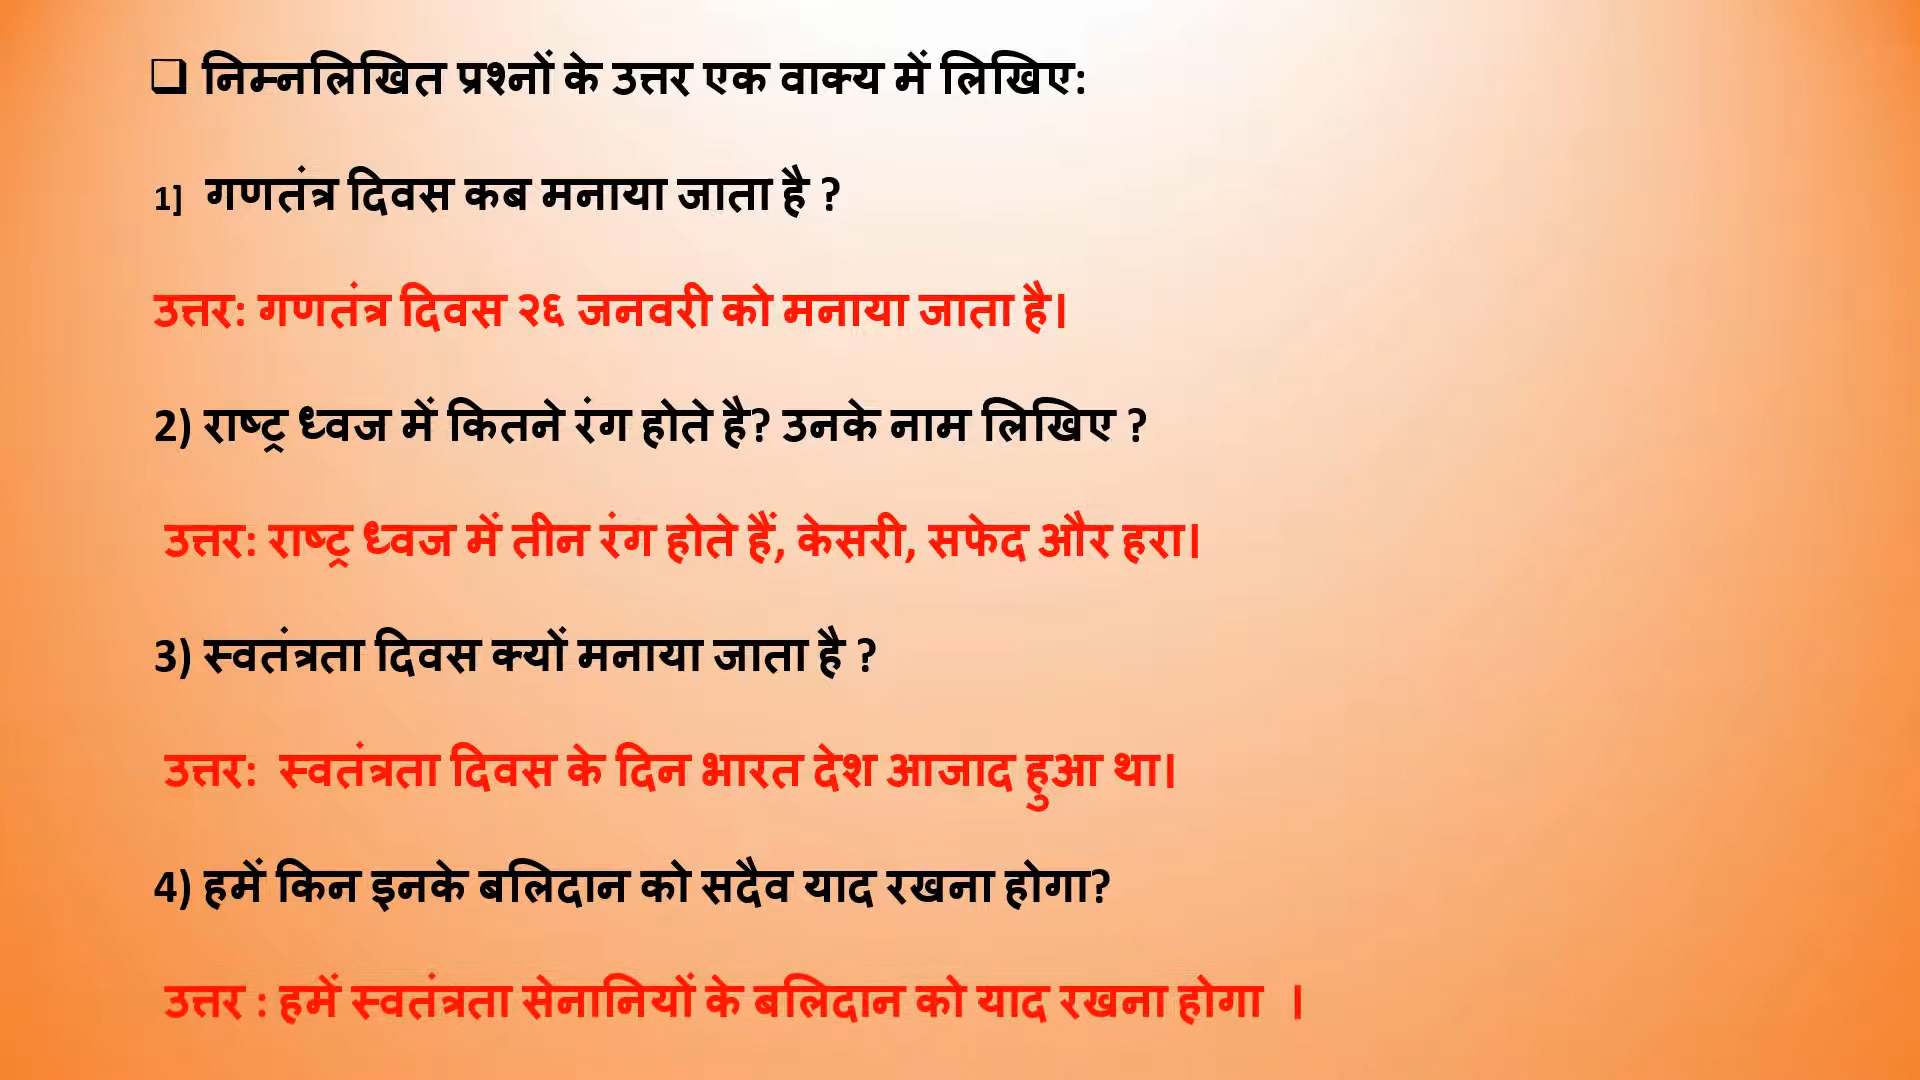 ❑ निम्नलिखित प्रश्नों के उत्तर एक वाक्य में लिखिए:
1] गणतंत्र दिवस कब मनाया जाता है ?
उत्तर: गणतंत्र दिवस २६ जनवरी को मनाया जाता है।
2) राष्ट्र ध्वज में कितने रंग होते है? उनके नाम लिखिए ?
उत्तर: राष्ट्र ध्वज में तीन रंग होते हैं, केसरी, सफेद और हरा।
3) स्वतंत्रता दिवस क्यों मनाया जाता है ?
उत्तर: स्वतंत्रता दिवस के दिन भारत देश आजाद हुआ था।
4) हमें किन इनके बलिदान को सदैव याद रखना होगा?
उत्तर : हमें स्वतंत्रता सेनानियों के बलिदान को याद रखना होगा ।